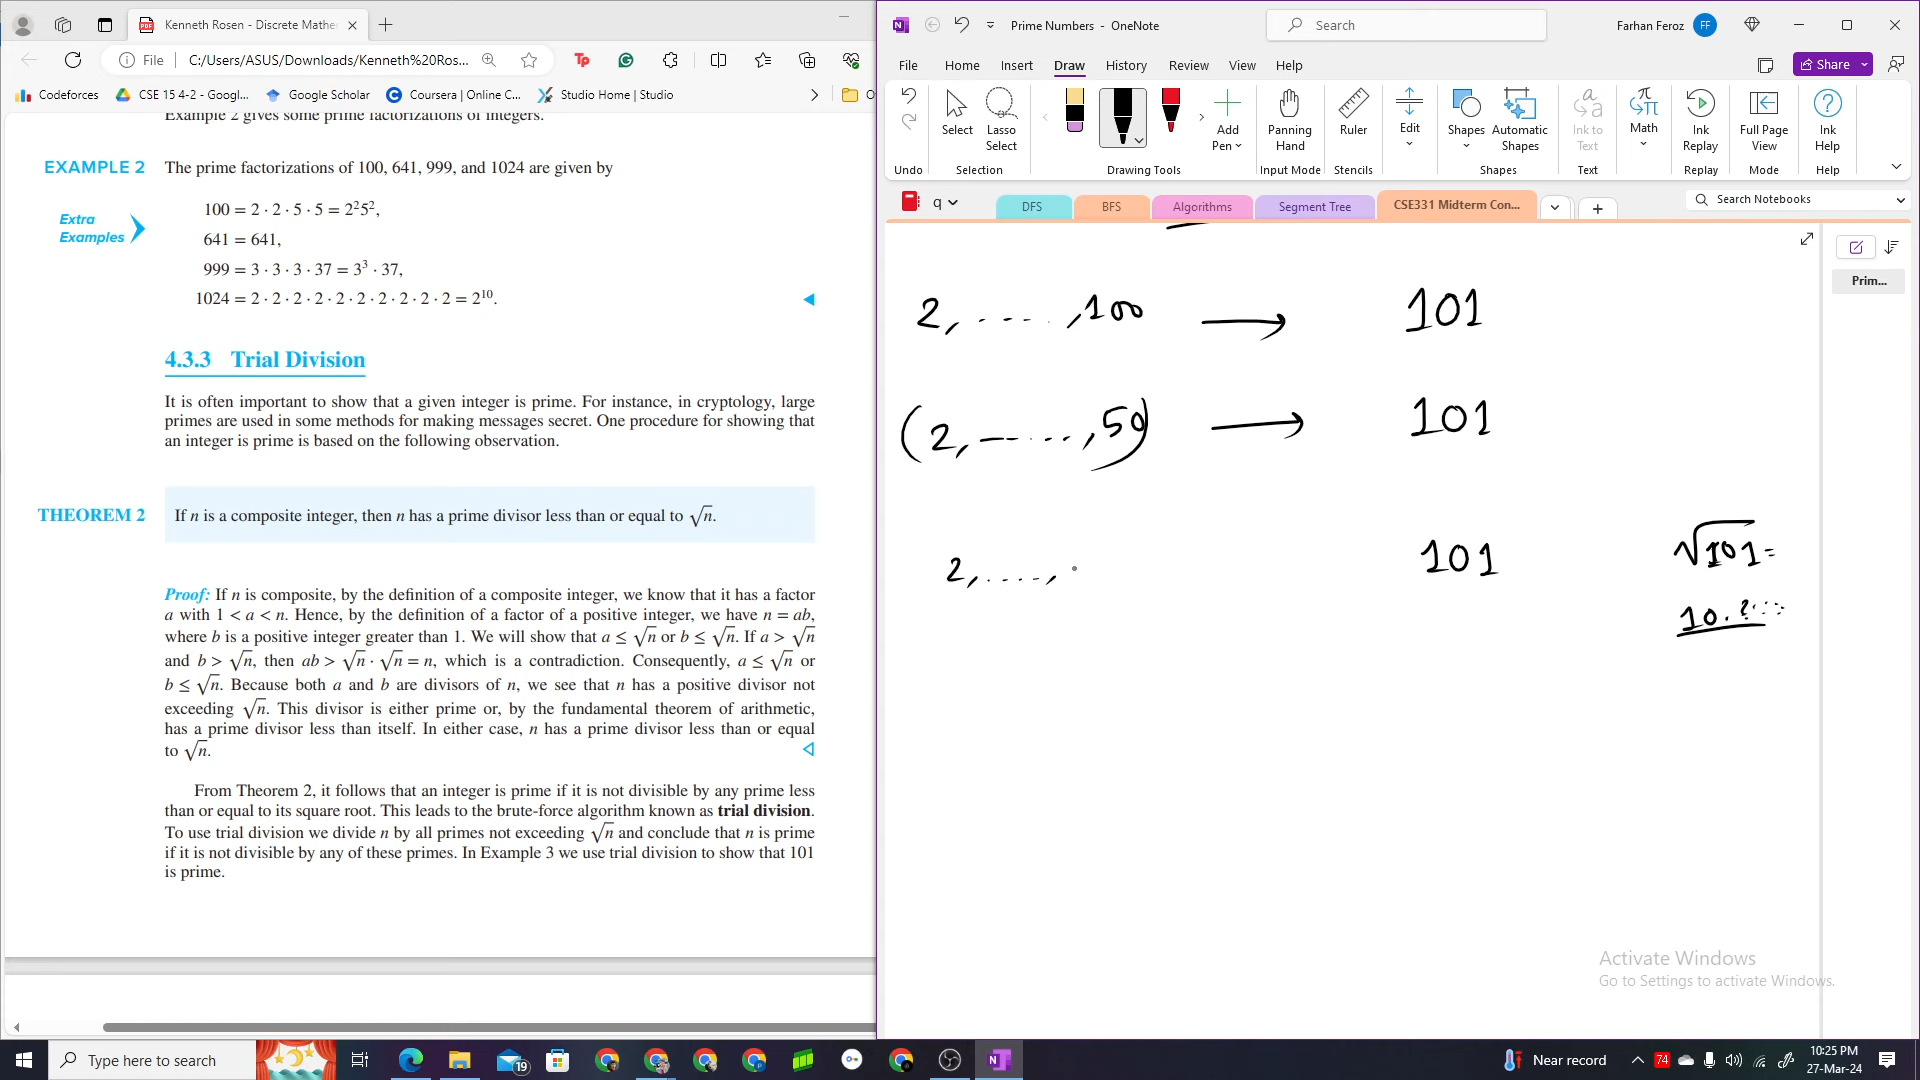 Kenneth Rosen - Discrete Mathe
C:/Users/ASUS/Downloads/Kenneth%20Ros...
File
Codeforces
CSE 15 4-2 - Googl...
Google Scholar
Coursera | Online C...
Studio Home | Studio
Example 2 gives some prime factorizations of integers.
EXAMPLE 2 The prime factorizations of 100, 641, 999, and 1024 are given by
Extra
Examples
100 = 2 · 2 · 5 · 5 = 2²5²,
641 = 641,
999 = 3 · 3 · 3 · 37 = 3³ · 37,
1024 = 2 · 2 · 2 · 2 · 2 · 2 · 2 · 2 · 2 · 2 = 2¹⁰.
4.3.3 Trial Division
It is often important to show that a given integer is prime. For instance, in cryptology, large
primes are used in some methods for making messages secret. One procedure for showing that
an integer is prime is based on the following observation.
THEOREM 2 If n is a composite integer, then n has a prime divisor less than or equal to √n.
Proof: If n is composite, by the definition of a composite integer, we know that it has a factor
a with 1 < a < n. Hence, by the definition of a factor of a positive integer, we have n = ab,
where b is a positive integer greater than 1. We will show that a ≤ √n or b ≤ √n. If a > √n
and b > √n, then ab > √n · √n = n, which is a contradiction. Consequently, a ≤ √n or
b ≤ √n. Because both a and b are divisors of n, we see that n has a positive divisor not
exceeding √n. This divisor is either prime or, by the fundamental theorem of arithmetic,
has a prime divisor less than itself. In either case, n has a prime divisor less than or equal
to √n.
From Theorem 2, it follows that an integer is prime if it is not divisible by any prime less
than or equal to its square root. This leads to the brute-force algorithm known as trial division.
To use trial division we divide n by all primes not exceeding √n and conclude that n is prime
if it is not divisible by any of these primes. In Example 3 we use trial division to show that 101
is prime.
Prime Numbers - OneNote
Search
Farhan Feroz FF
File Home Insert Draw History Review View Help
Share
Select
Lasso
Select
Add
Pen
Panning
Hand
Ruler
Edit
Shapes
Automatic
Shapes
Ink to
Text
Math
Ink
Replay
Full Page
View
Ink
Help
Undo Selection Drawing Tools Input Mode Stencils Shapes Text Replay Mode Help
q DFS BFS Algorithms Segment Tree CSE331 Midterm Con...
Search Notebooks
Prim...
2, ....., 100 → 101
(2, ......, 50) → 101
2, ....., 101 √101 =
10.?....
Activate Windows
Go to Settings to activate Windows.
Type here to search
19
Near record
74
10:25 PM
27-Mar-24